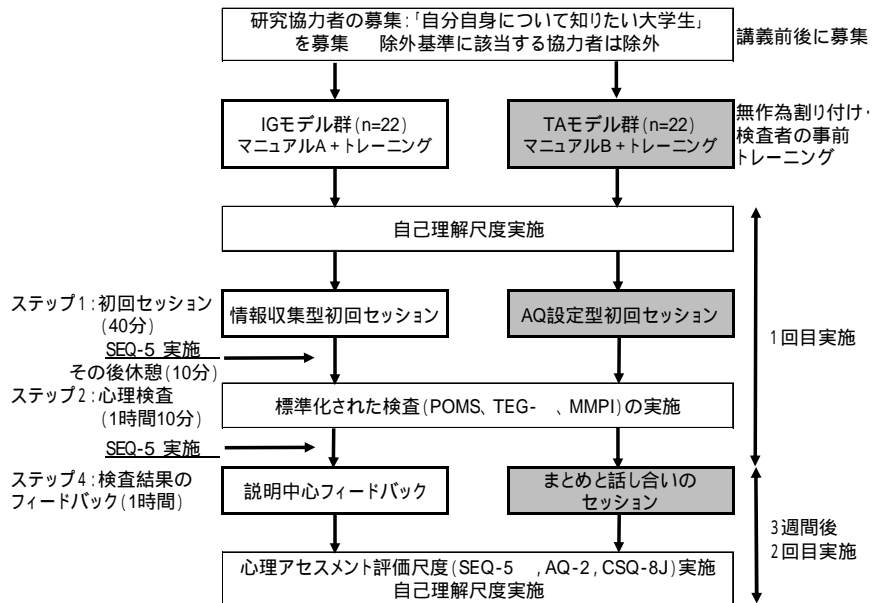 研究協力者の募集:「自分自身について知りたい大学生」
を募集 除外基準に該当する協力者は除外
講義前後に募集
IGモデル群(n=22)
マニュアルA+トレーニング
TAモデル群(n=22)
マニュアルB+トレーニング
無作為割り付け・
検査者の事前
トレーニング
自己理解尺度実施
ステップ1:初回セッション
(40分)
SEQ-5 実施
その後休憩(10分)
情報収集型初回セッション
AQ設定型初回セッション
1回目実施
ステップ2:心理検査
(1時間10分)
SEQ-5 実施
標準化された検査(POMS、TEG- 、MMPI)の実施
ステップ4:検査結果の
フィードバック(1時間)
説明中心フィードバック
まとめと話し合いの
セッション
3週間後
2回目実施
心理アセスメント評価尺度(SEQ-5 ,AQ-2,CSQ-8J)実施
自己理解尺度実施